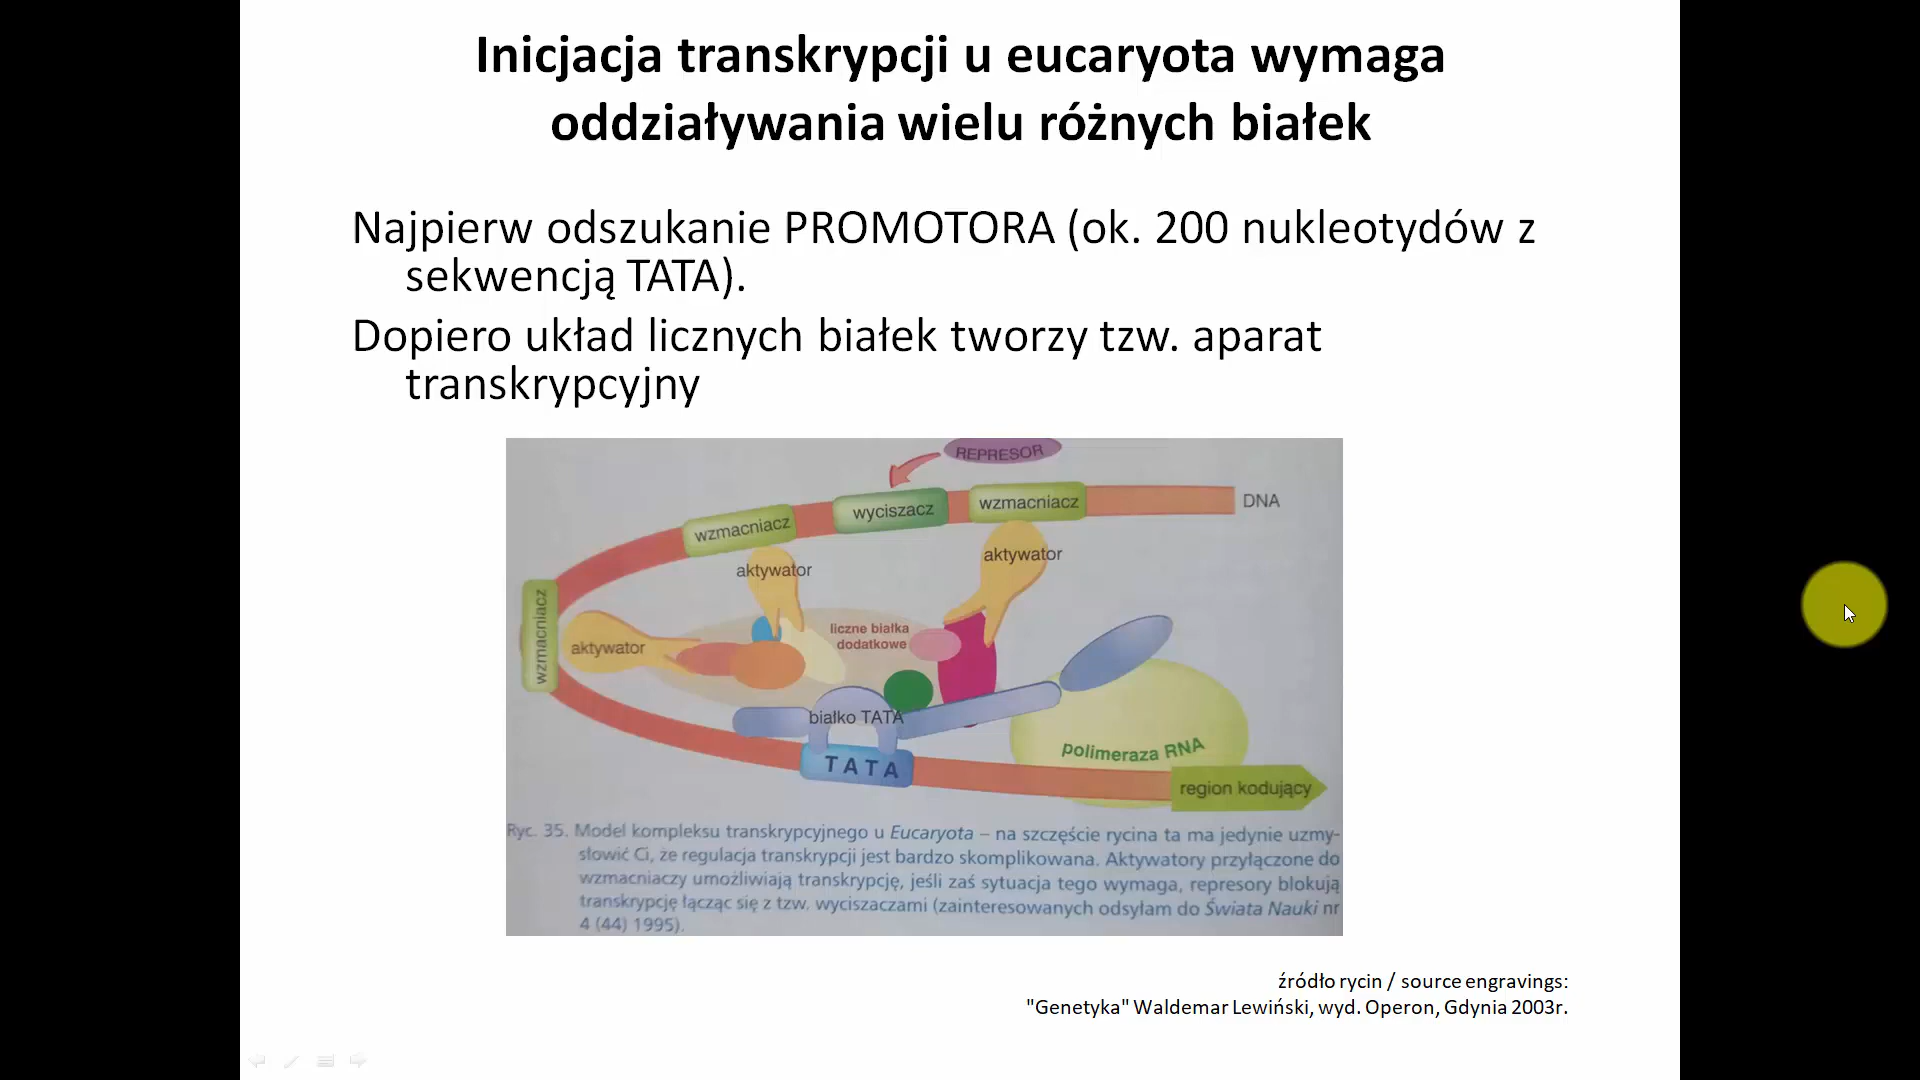 Inicjacja transkrypcji u eucaryota wymaga
oddziaływania wielu różnych białek
Najpierw odszukanie PROMOTORA (ok. 200 nukleotydów z
sekwencją TATA).
Dopiero układ licznych białek tworzy tzw. aparat
transkrypcyjny
REPRESOR
wzmacniacz
wyciszacz
wzmacniacz
DNA
aktywator
aktywator
wzmacniacz
aktywator
liczne białka
dodatkowe
białko TATA
TATA
polimeraza RNA
region kodujący
Ryc. 35. Model kompleksu transkrypcyjnego u Eucaryota – na szczęście rycina ta ma jedynie uzmy-
słowić Ci, że regulacja transkrypcji jest bardzo skomplikowana. Aktywatory przyłączone do
wzmacniaczy umożliwiają transkrypcję, jeśli zaś sytuacja tego wymaga, represory blokują
transkrypcję łącząc się z tzw. wyciszaczami (zainteresowanych odsyłam do Świata Nauki nr
4 (44) 1995).
źródło rycin / source engravings:
"Genetyka" Waldemar Lewiński, wyd. Operon, Gdynia 2003r.